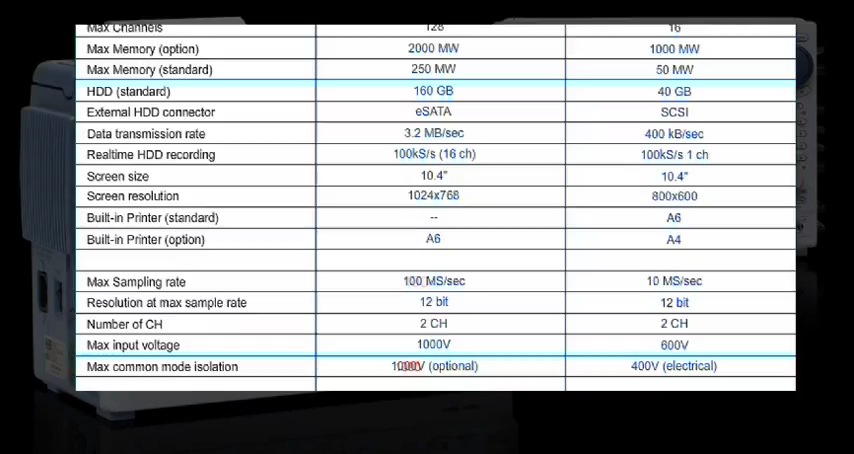 Max Channels 128 16
Max Memory (option) 2000 MW 1000 MW
Max Memory (standard) 250 MW 50 MW
HDD (standard) 160 GB 40 GB
External HDD connector eSATA SCSI
Data transmission rate 3.2 MB/sec 400 kB/sec
Realtime HDD recording 100kS/s (16 ch) 100kS/s 1 ch
Screen size 10.4" 10.4"
Screen resolution 1024x768 800x600
Built-in Printer (standard) -- A6
Built-in Printer (option) A6 A4
Max Sampling rate 100 MS/sec 10 MS/sec
Resolution at max sample rate 12 bit 12 bit
Number of CH 2 CH 2 CH
Max input voltage 1000V 600V
Max common mode isolation 1000V (optional) 400V (electrical)